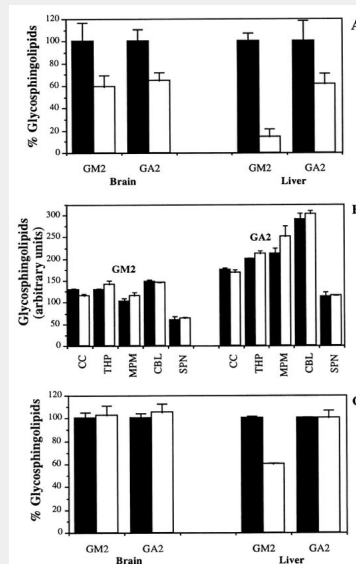 A
% Glycosphingolipids
120
100
80
60
40
20
0
GM2 GA2 GM2 GA2
Brain Liver
Glycosphingolipids
(arbitrary units)
300
250
200
150
100
50
0
GM2
GA2
CC THP MPM CBL SPN CC THP MPM CBL SPN
% Glycosphingolipids
120
100
80
60
40
20
0
GM2 GA2 GM2 GA2
Brain Liver